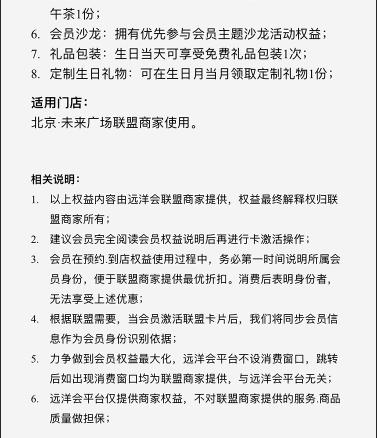 午茶1份；
6. 会员沙龙：拥有优先参与会员主题沙龙活动权益；
7. 礼品包装：生日当天可享受免费礼品包装1次；
8. 定制生日礼物：可在生日月当月领取定制礼物1份；
适用门店：
北京·未来广场联盟商家使用。
相关说明：
1. 以上权益内容由远洋会联盟商家提供，权益最终解释权归联
盟商家所有；
2. 建议会员完全阅读会员权益说明后再进行卡激活操作；
3. 会员在预约.到店权益使用过程中，务必第一时间说明所属会
员身份，便于联盟商家提供最优折扣。消费后表明身份者，
无法享受上述优惠；
4. 根据联盟需要，当会员激活联盟卡片后，我们将同步会员信
息作为会员身份识别依据；
5. 力争做到会员权益最大化，远洋会平台不设消费窗口，跳转
后如出现消费窗口均为联盟商家提供，与远洋会平台无关；
6. 远洋会平台仅提供商家权益，不对联盟商家提供的服务.商品
质量做担保；